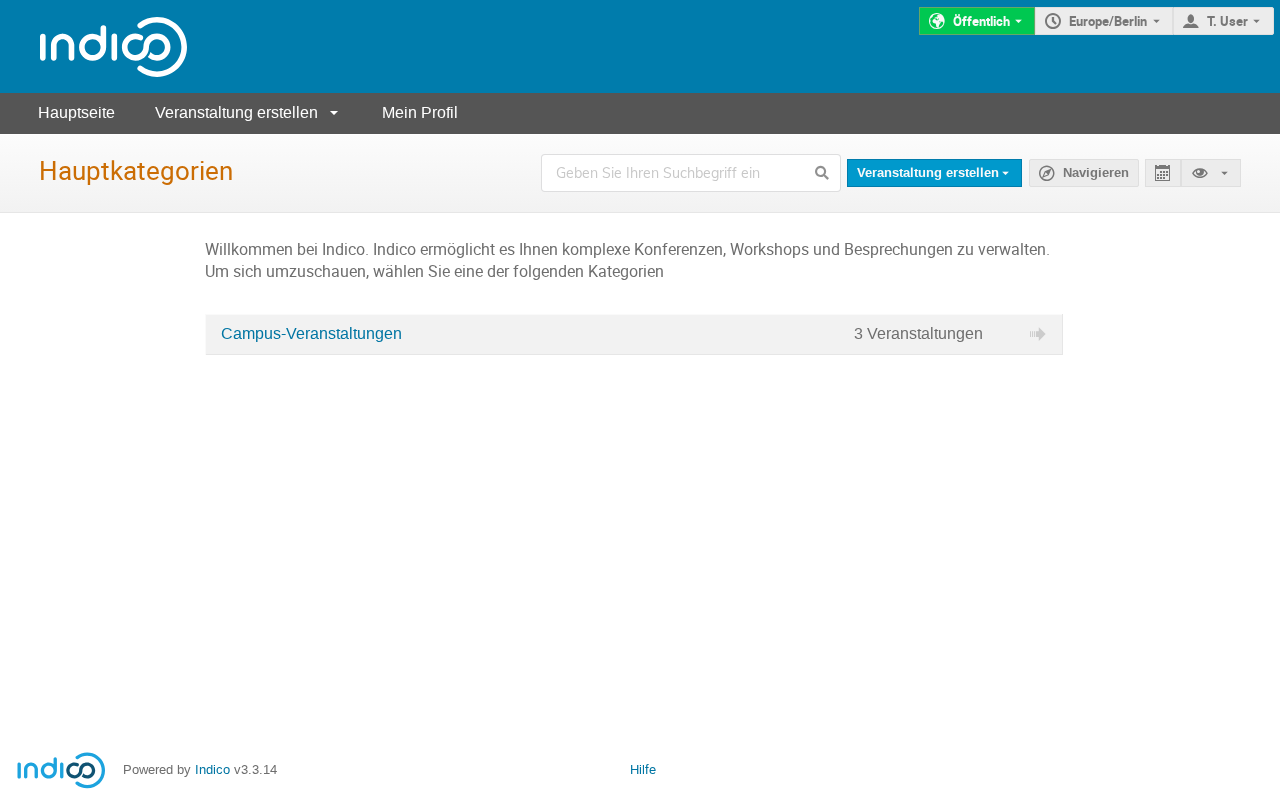 indico
Öffentlich
Europe/Berlin
T. User
Hauptseite
Veranstaltung erstellen
Mein Profil
Hauptkategorien
Geben Sie Ihren Suchbegriff ein
Veranstaltung erstellen
Navigieren
Willkommen bei Indico. Indico ermöglicht es Ihnen komplexe Konferenzen, Workshops und Besprechungen zu verwalten.
Um sich umzuschauen, wählen Sie eine der folgenden Kategorien
Campus-Veranstaltungen
3 Veranstaltungen
indico
Powered by Indico v3.3.14
Hilfe